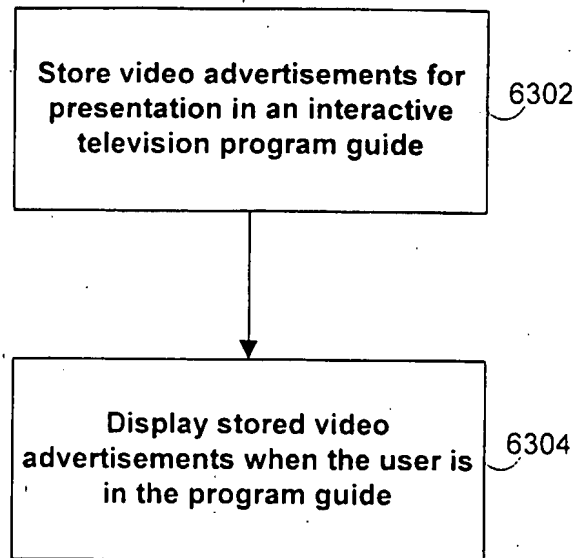 Store video advertisements for
presentation in an interactive
television program guide
6302
Display stored video
advertisements when the user is
in the program guide
6304